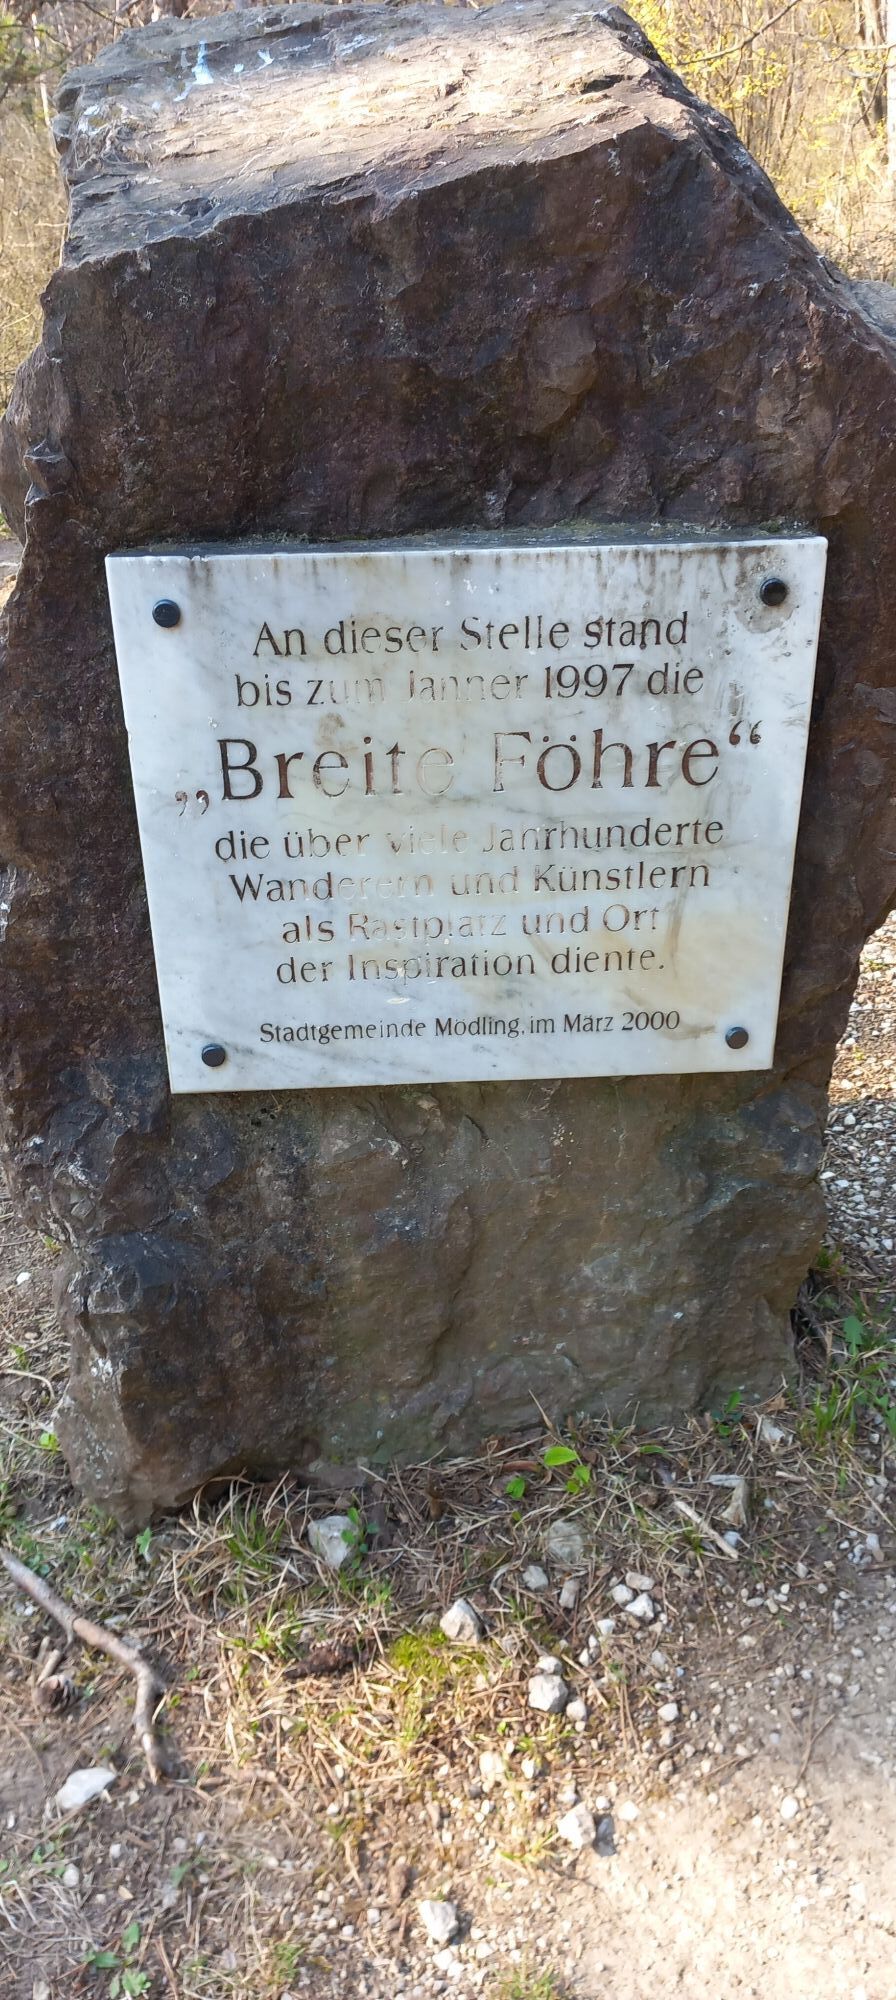 An dieser Stelle stand
bis zum Jänner 1997 die
„Breite Föhre“
die über viele Jahrhunderte
Wanderern und Künstlern
als Rastplatz und Ort
der Inspiration diente.
Stadtgemeinde Mödling, im März 2000